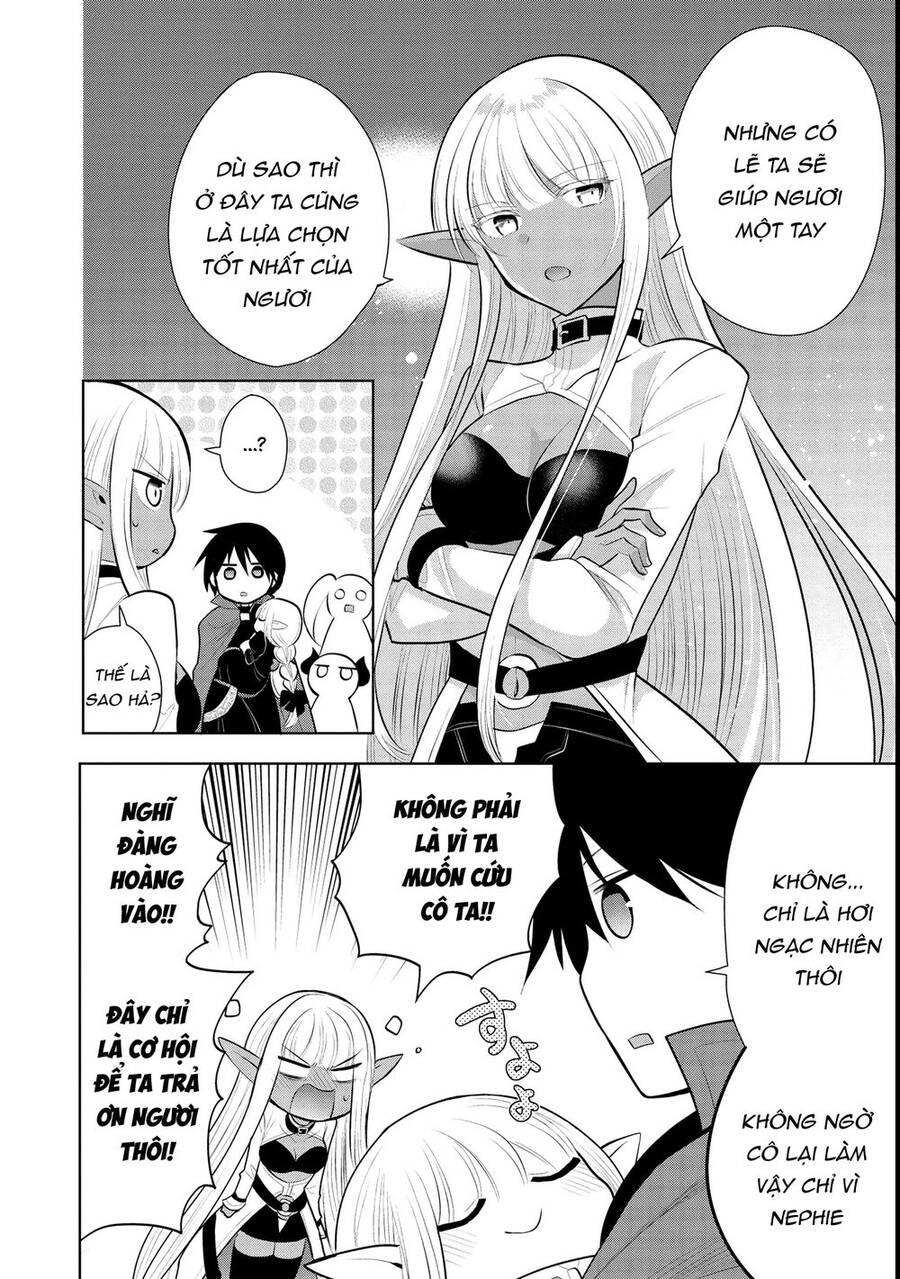 NHƯNG CÓ
LẼ TA SẼ
GIÚP NGƯƠI
MỘT TAY
DÙ SAO THÌ
Ở ĐÂY TA CŨNG
LÀ LỰA CHỌN
TỐT NHẤT CỦA
NGƯƠI
...?
THẾ LÀ
SAO HẢ?
KHÔNG...
CHỈ LÀ HƠI
NGẠC NHIÊN
THÔI
KHÔNG NGỜ
CÔ LẠI LÀM
VẬY CHỈ VÌ
NEPHIE
KHÔNG PHẢI
LÀ VÌ TA
MUỐN CỨU
CÔ TA!!
NGHĨ
ĐÀNG
HOÀNG
VÀO!!
ĐÂY CHỈ
LÀ CƠ HỘI
ĐỂ TA TRẢ
ƠN NGƯƠI
THÔI!
すよよ